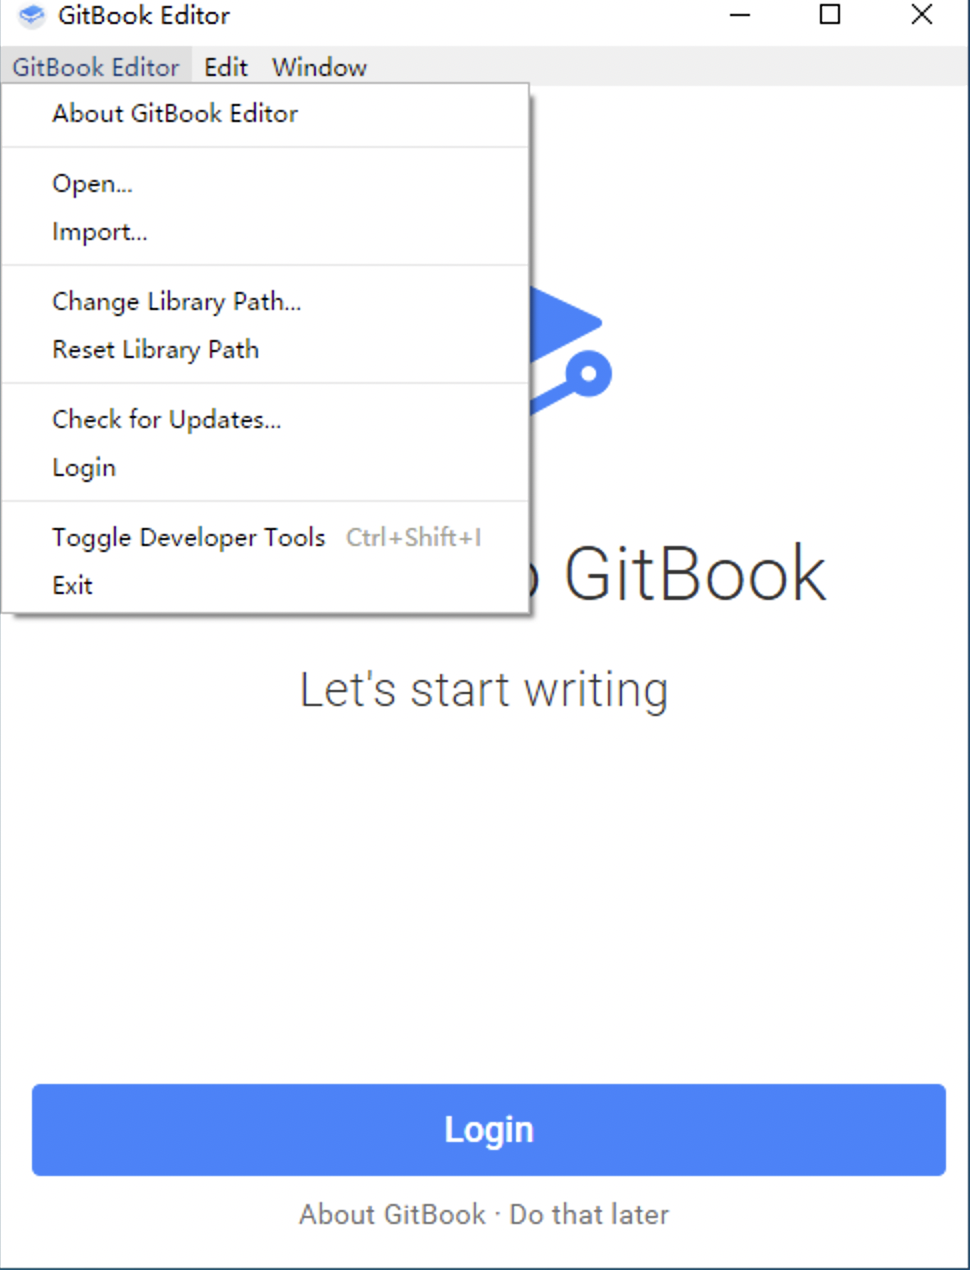 GitBook Editor
GitBook Editor Edit Window
About GitBook Editor
Open...
Import...
Change Library Path...
Reset Library Path
Check for Updates...
Login
Toggle Developer Tools Ctrl+Shift+I
Exit
GitBook
Let's start writing
Login
About GitBook · Do that later